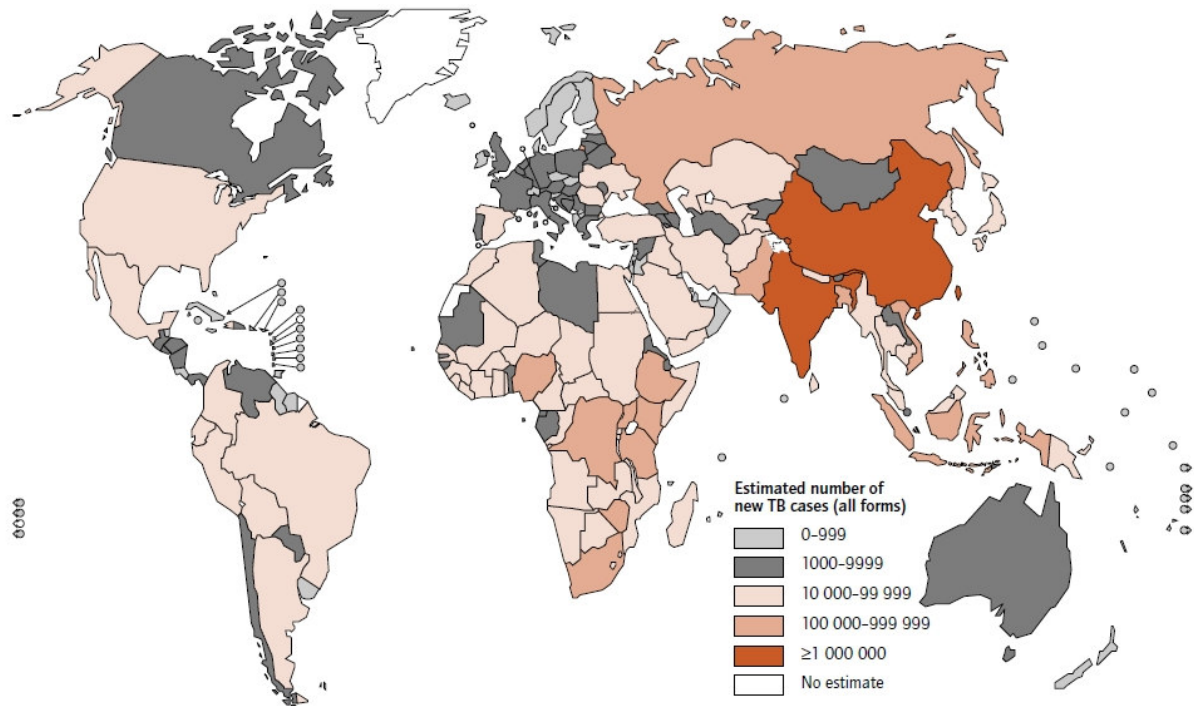 Estimated number of
new TB cases (all forms)
0–999
1000–9999
10 000–99 999
100 000–999 999
≥1 000 000
No estimate